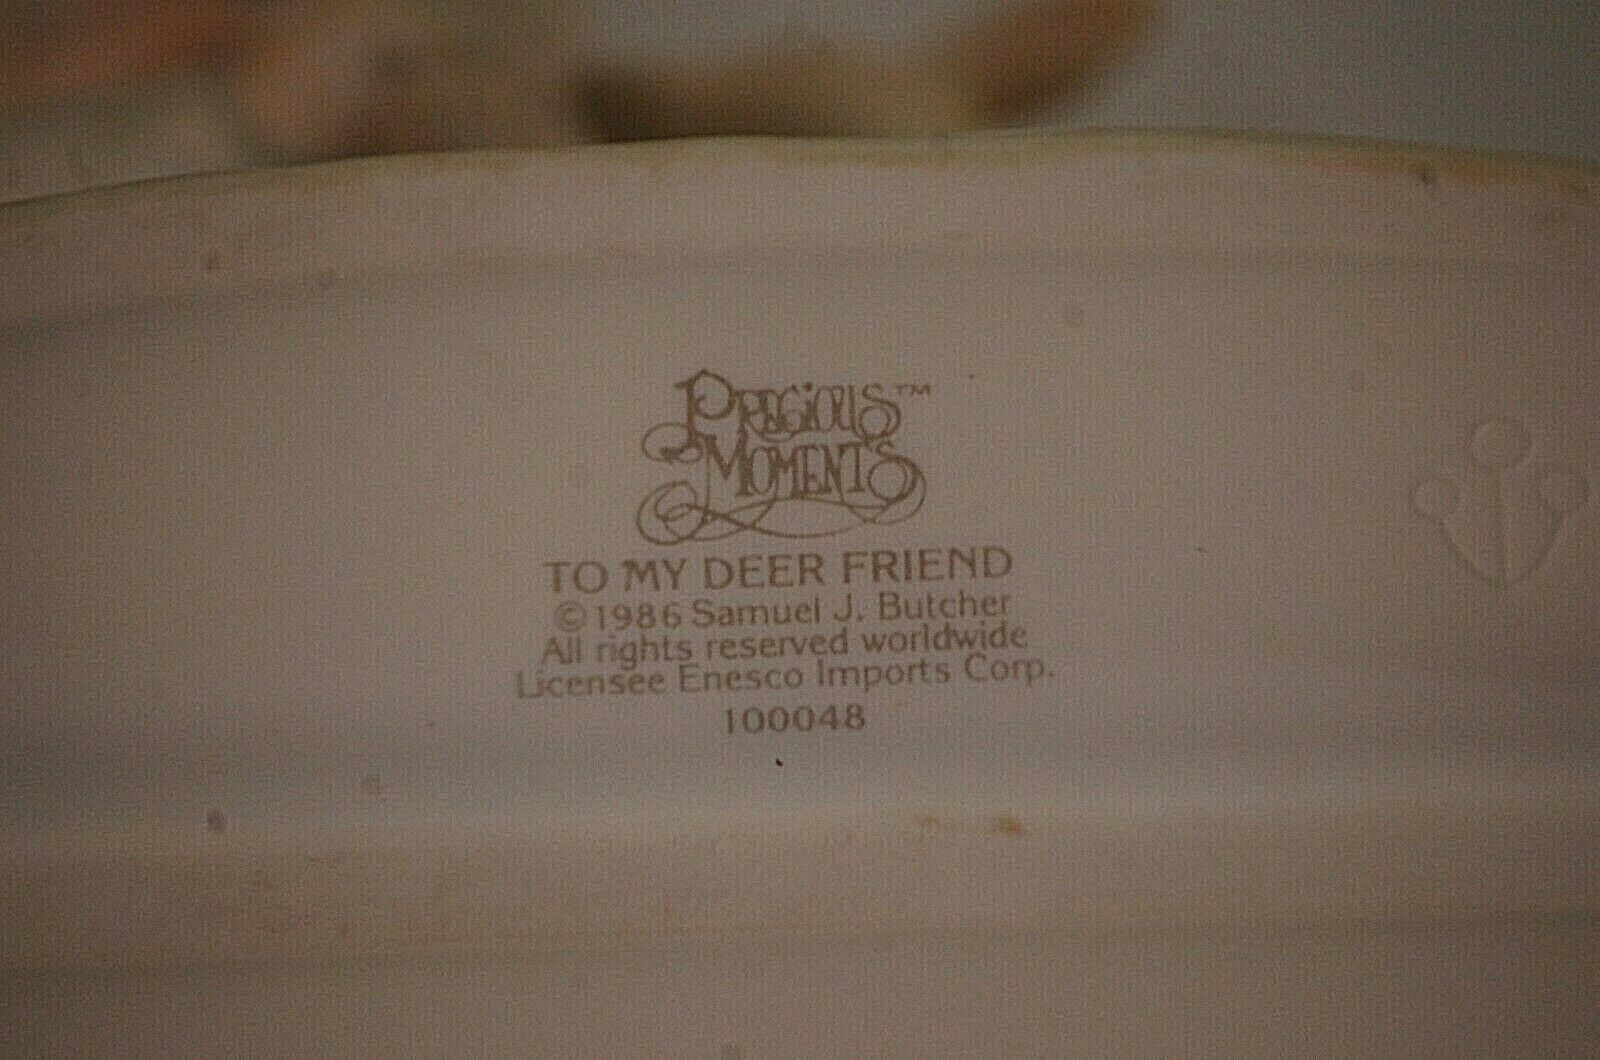 PRECIOUS™
MOMENTS
TO MY DEER FRIEND
©1986 Samuel J. Butcher
All rights reserved worldwide
Licensee Enesco Imports Corp.
100048